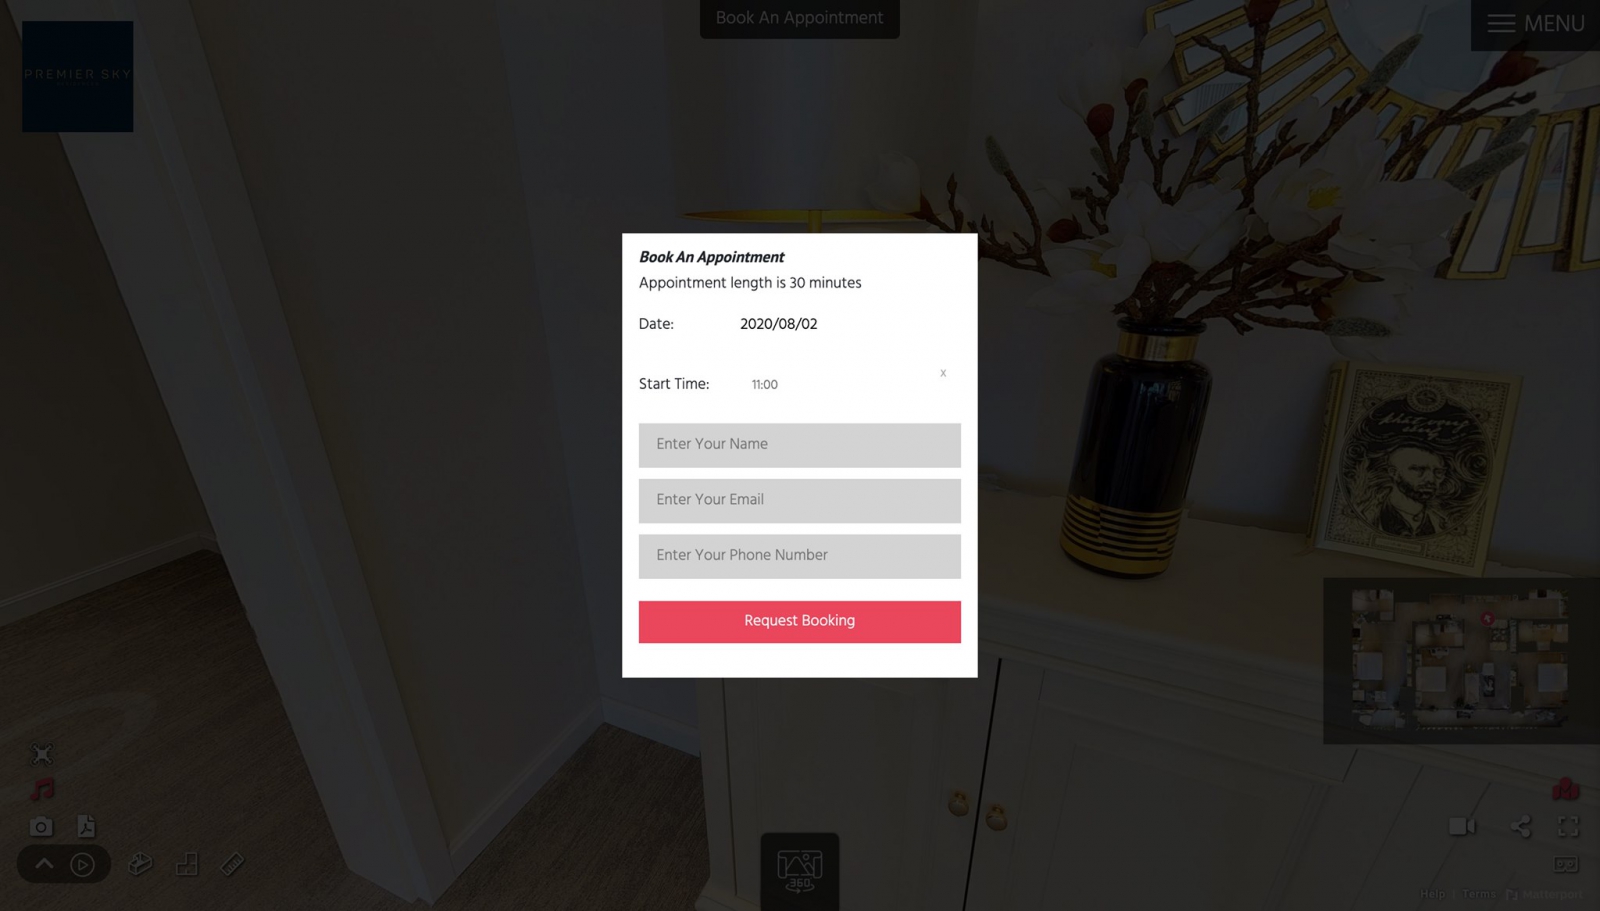 Book An Appointment
MENU
PREMIER SKY
Book An Appointment
Appointment length is 30 minutes
Date: 2020/08/02
x
Start Time: 11:00
Enter Your Name
Enter Your Email
Enter Your Phone Number
Request Booking
360
Help | Terms Matterport